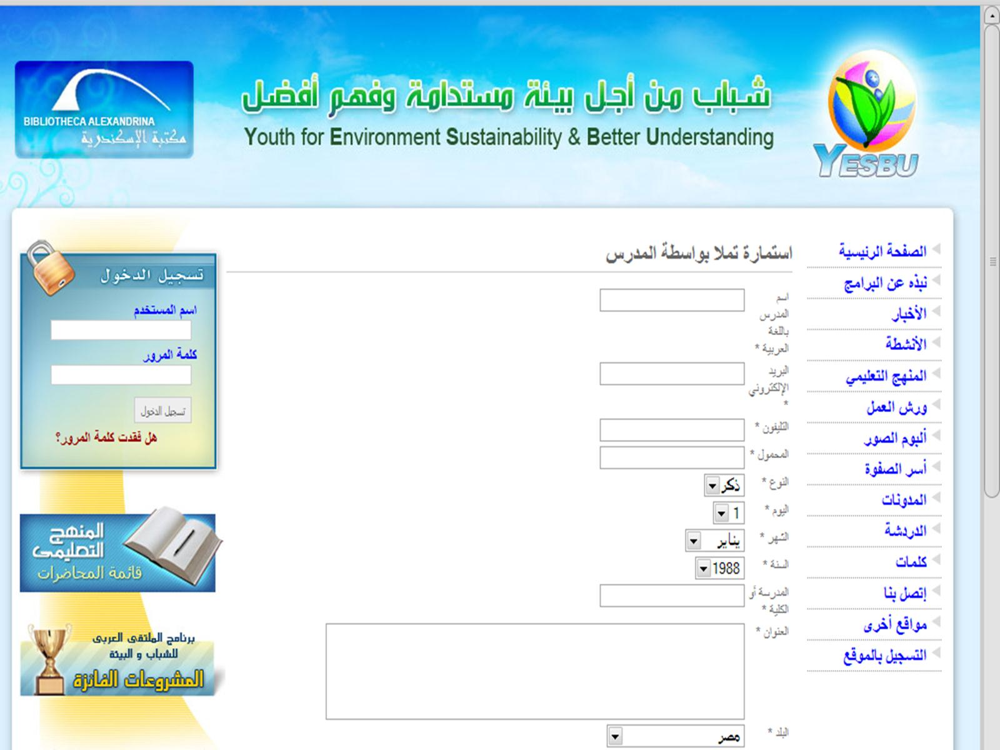 شباب من أجل بيئة مستدامة وفهم أفضل
Youth for Environment Sustainability & Better Understanding
YESBU
BIBLIOTHECA ALEXANDRINA
مكتبة الإسكندرية
الصفحة الرئيسية
نبذه عن البرامج
الأخبار
الأنشطة
المنهج التعليمي
ورش العمل
ألبوم الصور
أسر الصفوة
المدونات
الدردشة
كلمات
إتصل بنا
مواقع أخرى
التسجيل بالموقع
استمارة تملا بواسطة المدرس
اسم
المدرس
باللغة
العربية *
البريد
الإلكتروني
*
التليفون *
المحمول *
النوع *
ذكر
اليوم *
1
الشهر *
يناير
السنة *
1988
المدرسة أو
الكلية *
العنوان *
البلد *
مصر
تسجيل الدخول
اسم المستخدم
كلمة المرور
تسجيل الدخول
هل فقدت كلمة المرور؟
المنهج
التعليمى
قائمة المحاضرات
برنامج الملتقى العربى
للشباب و البيئة
المشروعات الفائزة